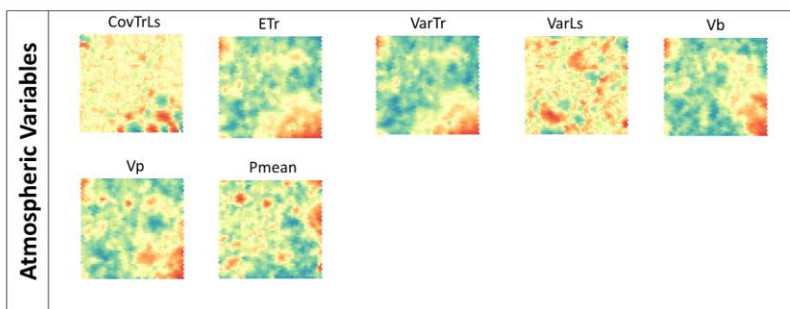 Atmospheric Variables
CovTrLs
ETr
VarTr
VarLs
Vb
Vp
Pmean